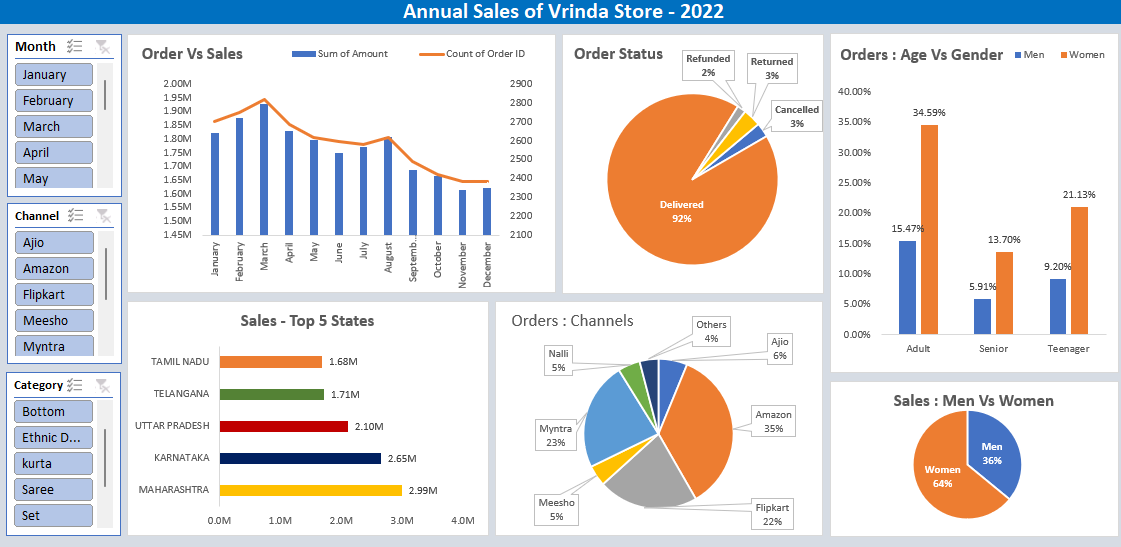 Annual Sales of Vrinda Store - 2022
Month
January
February
March
April
May
Channel
Ajio
Amazon
Flipkart
Meesho
Myntra
Category
Bottom
Ethnic D...
kurta
Saree
Set
Order Vs Sales
Sum of Amount
Count of Order ID
2.00M
1.95M
1.90M
1.85M
1.80M
1.75M
1.70M
1.65M
1.60M
1.55M
1.50M
1.45M
2900
2800
2700
2600
2500
2400
2300
2200
2100
January
February
March
April
May
June
July
August
Septemb...
October
November
December
Order Status
Refunded
2%
Returned
3%
Cancelled
3%
Delivered
92%
Orders : Age Vs Gender
Men
Women
40.00%
35.00%
30.00%
25.00%
20.00%
15.00%
10.00%
5.00%
0.00%
15.47%
34.59%
5.91%
13.70%
9.20%
21.13%
Adult
Senior
Teenager
Sales - Top 5 States
TAMIL NADU
1.68M
TELANGANA
1.71M
UTTAR PRADESH
2.10M
KARNATAKA
2.65M
MAHARASHTRA
2.99M
0.0M
1.0M
2.0M
3.0M
4.0M
Orders : Channels
Others
4%
Ajio
6%
Nalli
5%
Amazon
35%
Myntra
23%
Meesho
5%
Flipkart
22%
Sales : Men Vs Women
Men
36%
Women
64%